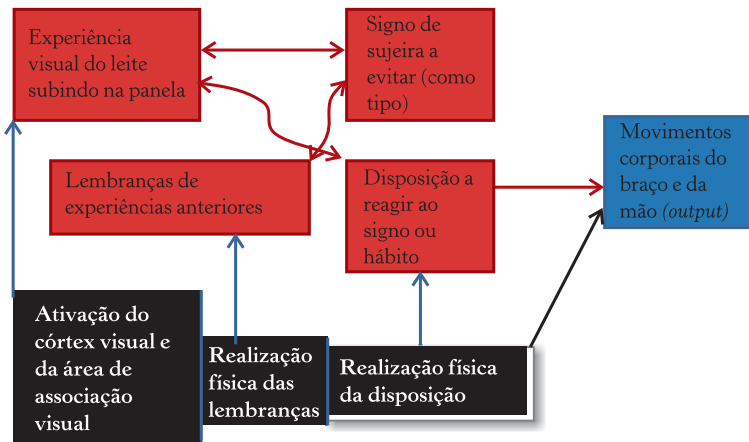 Experiência
visual do leite
subindo na panela
Signo de
sujeira a
evitar (como
tipo)
Movimentos
corporais do
braço e da
mão (output)
Lembranças de
experiências anteriores
Disposição a
reagir ao
signo ou
hábito
Ativação do
córtex visual e
da área de
associação
visual
Realização
física das
lembranças
Realização física
da disposição